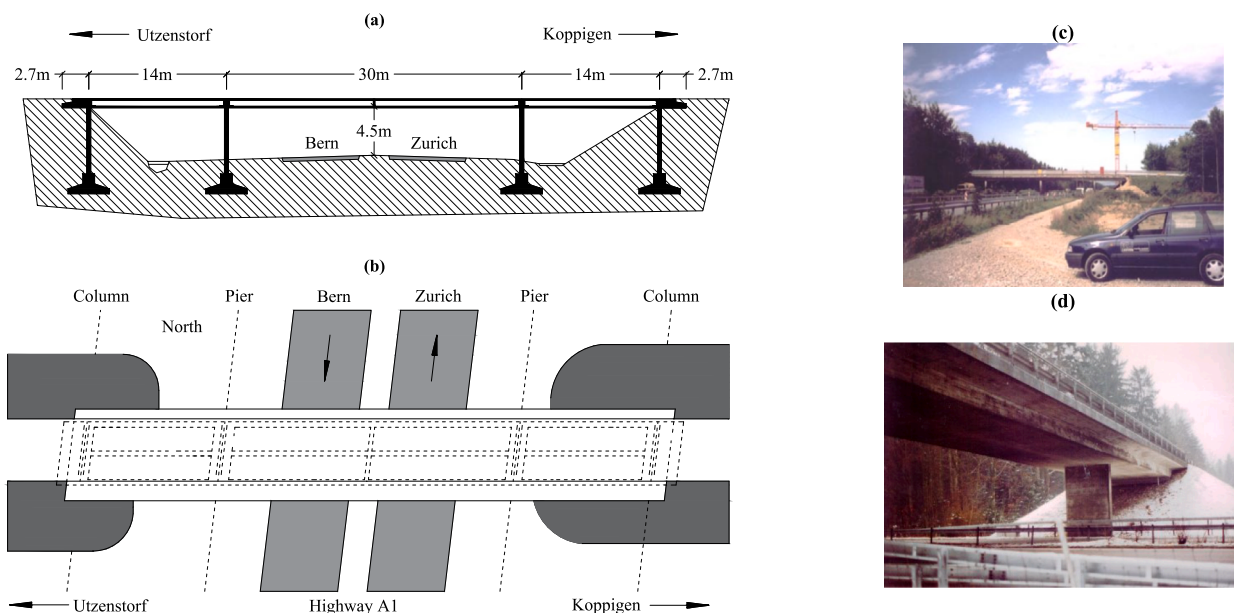 (a)
Utzenstorf
Koppigen
2.7m
14m
30m
14m
2.7m
4.5m
Bern
Zurich
(b)
Column
Pier
Bern
Zurich
Pier
Column
North
Utzenstorf
Highway A1
Koppigen
(c)
(d)